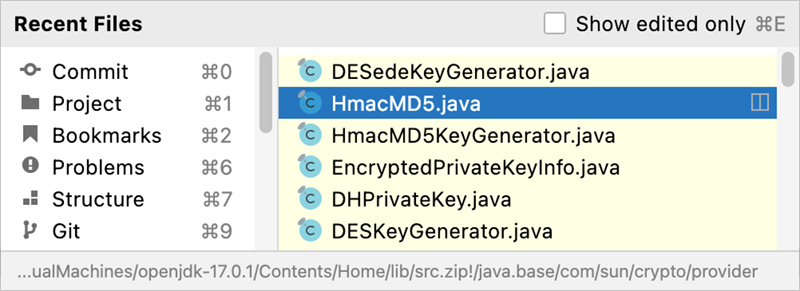 Recent Files Show edited only ⌘E
Commit ⌘0
Project ⌘1
Bookmarks ⌘2
Problems ⌘6
Structure ⌘7
Git ⌘9
C DESedeKeyGenerator.java
C HmacMD5.java
C HmacMD5KeyGenerator.java
C EncryptedPrivateKeyInfo.java
C DHPrivateKey.java
C DESKeyGenerator.java
...ualMachines/openjdk-17.0.1/Contents/Home/lib/src.zip!/java.base/com/sun/crypto/provider